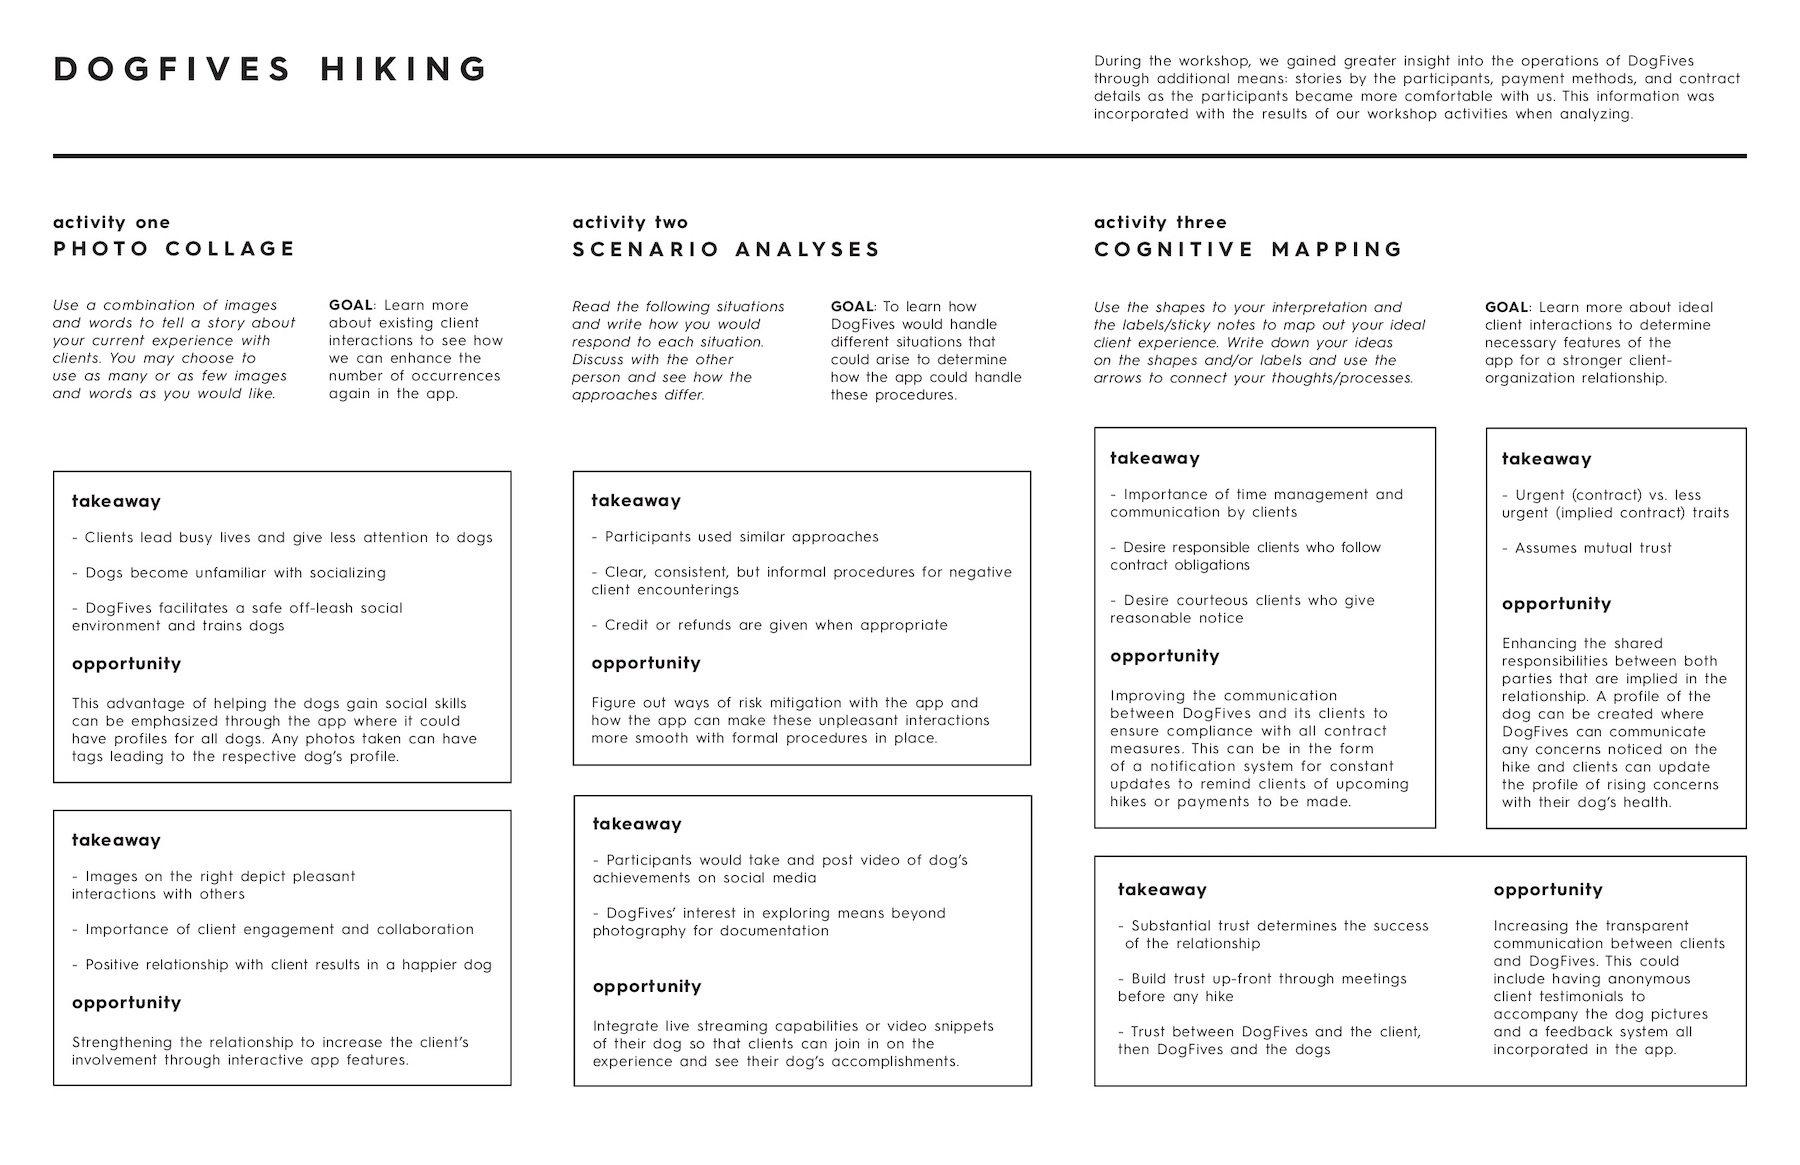 DOGFIVES HIKING
During the workshop, we gained greater insight into the operations of DogFives
through additional means: stories by the participants, payment methods, and contract
details as the participants became more comfortable with us. This information was
incorporated with the results of our workshop activities when analyzing.
activity one
PHOTO COLLAGE
Use a combination of images
and words to tell a story about
your current experience with
clients. You may choose to
use as many or as few images
and words as you would like.
GOAL: Learn more
about existing client
interactions to see how
we can enhance the
number of occurrences
again in the app.
takeaway
- Clients lead busy lives and give less attention to dogs
- Dogs become unfamiliar with socializing
- DogFives facilitates a safe off-leash social
environment and trains dogs
opportunity
This advantage of helping the dogs gain social skills
can be emphasized through the app where it could
have profiles for all dogs. Any photos taken can have
tags leading to the respective dog's profile.
takeaway
- Images on the right depict pleasant
interactions with others
- Importance of client engagement and collaboration
- Positive relationship with client results in a happier dog
opportunity
Strengthening the relationship to increase the client's
involvement through interactive app features.
activity two
SCENARIO ANALYSES
Read the following situations
and write how you would
respond to each situation.
Discuss with the other
person and see how the
approaches differ.
GOAL: To learn how
DogFives would handle
different situations that
could arise to determine
how the app could handle
these procedures.
takeaway
- Participants used similar approaches
- Clear, consistent, but informal procedures for negative
client encounterings
- Credit or refunds are given when appropriate
opportunity
Figure out ways of risk mitigation with the app and
how the app can make these unpleasant interactions
more smooth with formal procedures in place.
takeaway
- Participants would take and post video of dog's
achievements on social media
- DogFives' interest in exploring means beyond
photography for documentation
opportunity
Integrate live streaming capabilities or video snippets
of their dog so that clients can join in on the
experience and see their dog's accomplishments.
activity three
COGNITIVE MAPPING
Use the shapes to your interpretation and
the labels/sticky notes to map out your ideal
client experience. Write down your ideas
on the shapes and/or labels and use the
arrows to connect your thoughts/processes.
GOAL: Learn more about ideal
client interactions to determine
necessary features of the
app for a stronger client-
organization relationship.
takeaway
- Importance of time management and
communication by clients
- Desire responsible clients who follow
contract obligations
- Desire courteous clients who give
reasonable notice
opportunity
Improving the communication
between DogFives and its clients to
ensure compliance with all contract
measures. This can be in the form
of a notification system for constant
updates to remind clients of upcoming
hikes or payments to be made.
takeaway
- Urgent (contract) vs. less
urgent (implied contract) traits
- Assumes mutual trust
opportunity
Enhancing the shared
responsibilities between both
parties that are implied in the
relationship. A profile of the
dog can be created where
DogFives can communicate
any concerns noticed on the
hike and clients can update
the profile of rising concerns
with their dog's health.
takeaway
- Substantial trust determines the success
of the relationship
- Build trust up-front through meetings
before any hike
- Trust between DogFives and the client,
then DogFives and the dogs
opportunity
Increasing the transparent
communication between clients
and DogFives. This could
include having anonymous
client testimonials to
accompany the dog pictures
and a feedback system all
incorporated in the app.